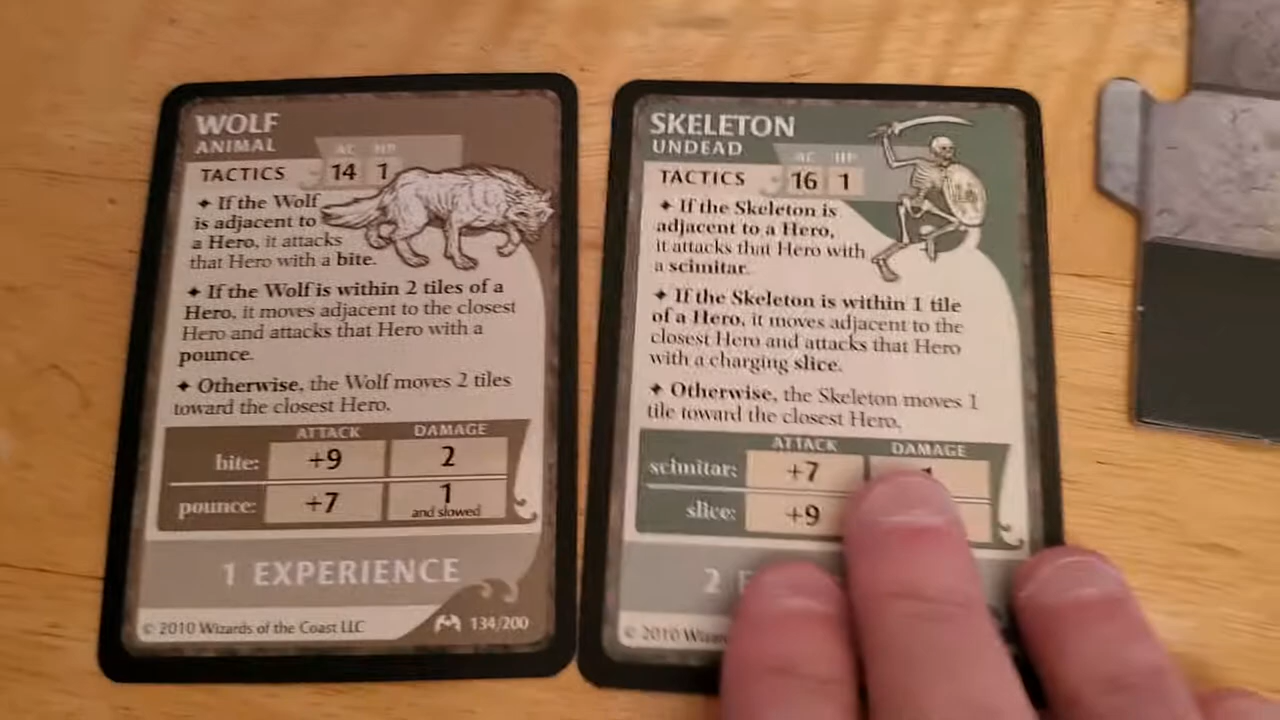 WOLF
ANIMAL
AC HP
TACTICS 14 1
✦ If the Wolf
is adjacent to
a Hero, it attacks
that Hero with a bite.
✦ If the Wolf is within 2 tiles of a
Hero, it moves adjacent to the closest
Hero and attacks that Hero with a
pounce.
✦ Otherwise, the Wolf moves 2 tiles
toward the closest Hero.
ATTACK DAMAGE
bite: +9 2
pounce: +7 1
and slowed
1 EXPERIENCE
© 2010 Wizards of the Coast LLC 134/200
SKELETON
UNDEAD
AC HP
TACTICS 16 1
✦ If the Skeleton is
adjacent to a Hero,
it attacks that Hero with
a scimitar.
✦ If the Skeleton is within 1 tile
of a Hero, it moves adjacent to the
closest Hero and attacks that Hero
with a charging slice.
✦ Otherwise, the Skeleton moves 1
tile toward the closest Hero.
ATTACK DAMAGE
scimitar: +7
slice: +9
2
© 2010